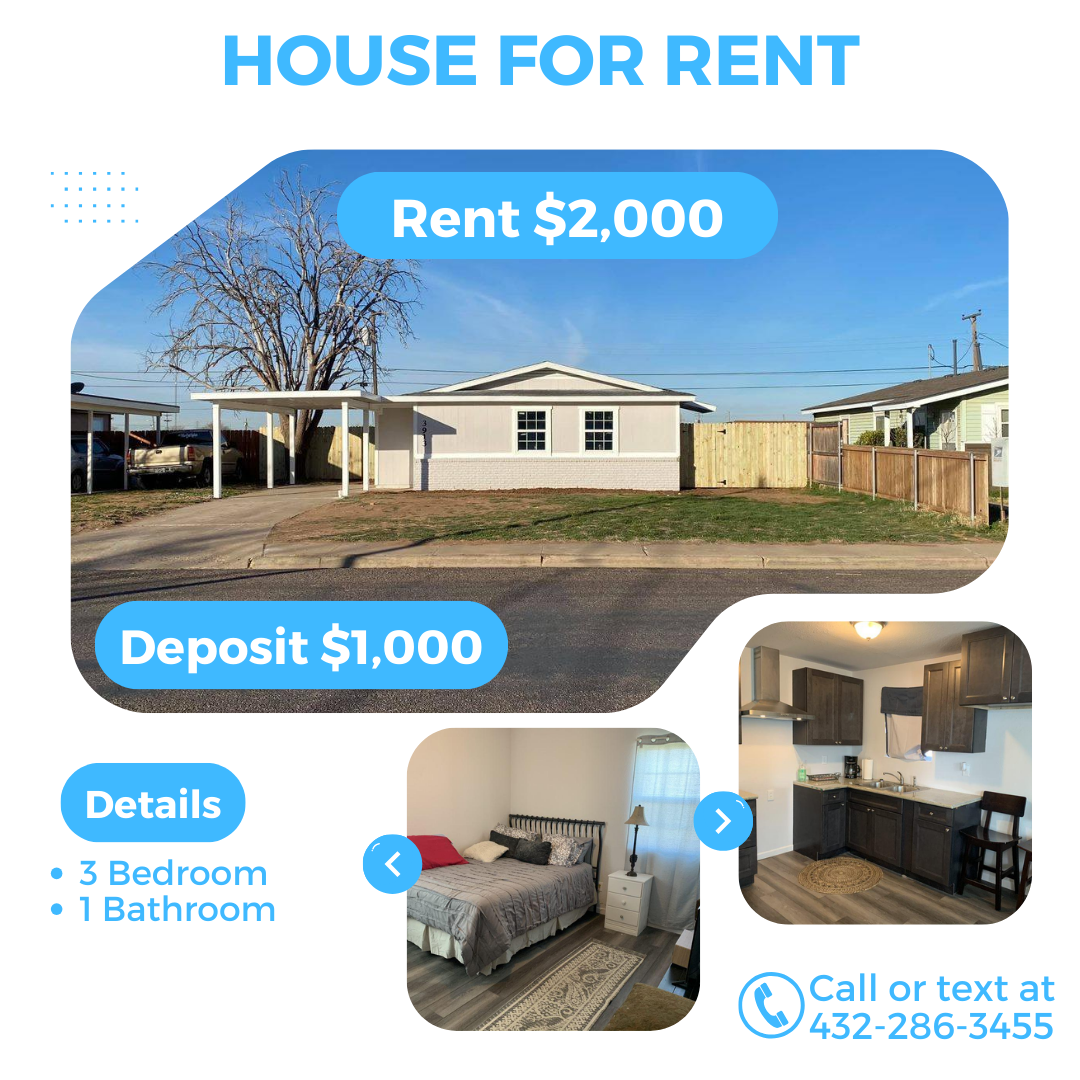 HOUSE FOR RENT
Rent $2,000
Deposit $1,000
Details
• 3 Bedroom
• 1 Bathroom
Call or text at
432-286-3455